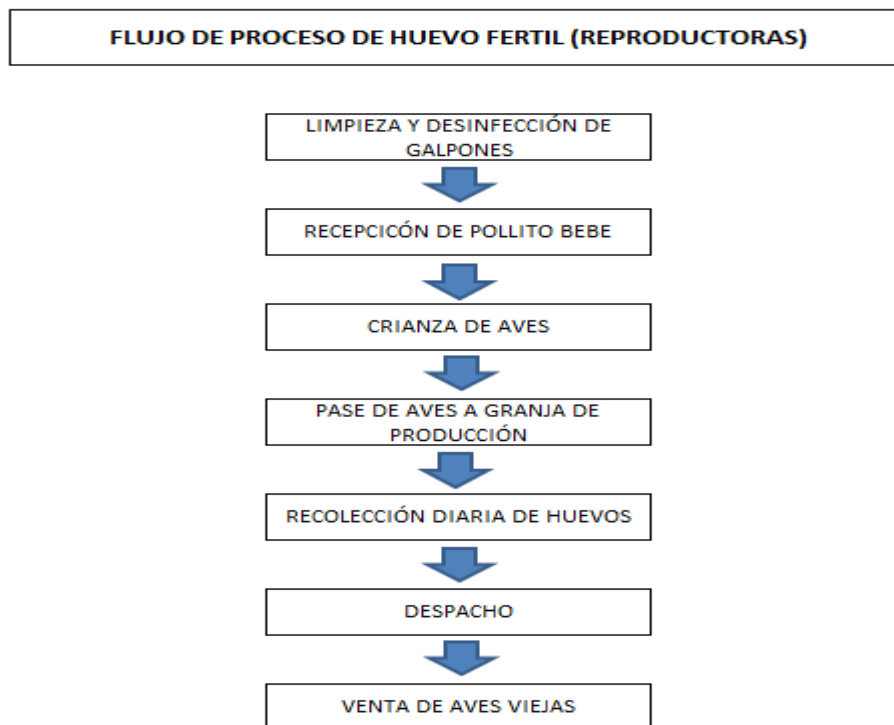 FLUJO DE PROCESO DE HUEVO FERTIL (REPRODUCTORAS)
LIMPIEZA Y DESINFECCIÓN DE
GALPONES
RECEPCICÓN DE POLLITO BEBE
CRIANZA DE AVES
PASE DE AVES A GRANJA DE
PRODUCCIÓN
RECOLECCIÓN DIARIA DE HUEVOS
DESPACHO
VENTA DE AVES VIEJAS